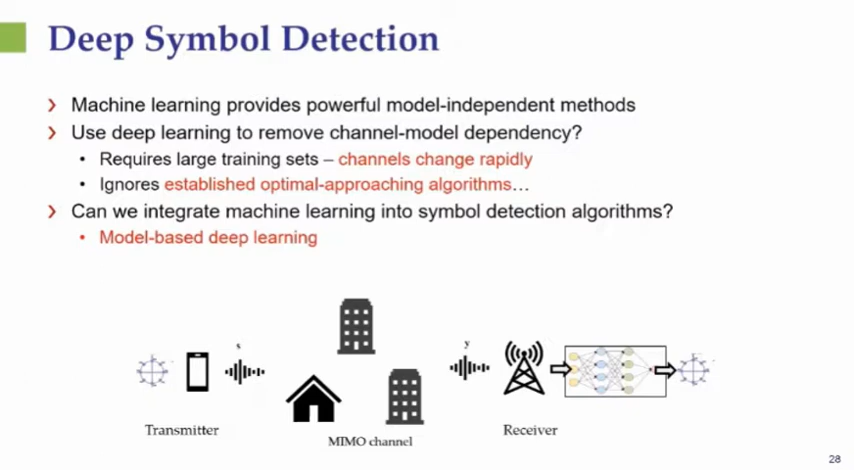 Deep Symbol Detection
Machine learning provides powerful model-independent methods
Use deep learning to remove channel-model dependency?
Requires large training sets – channels change rapidly
Ignores established optimal-approaching algorithms…
Can we integrate machine learning into symbol detection algorithms?
Model-based deep learning
s
y
Transmitter
MIMO channel
Receiver
28